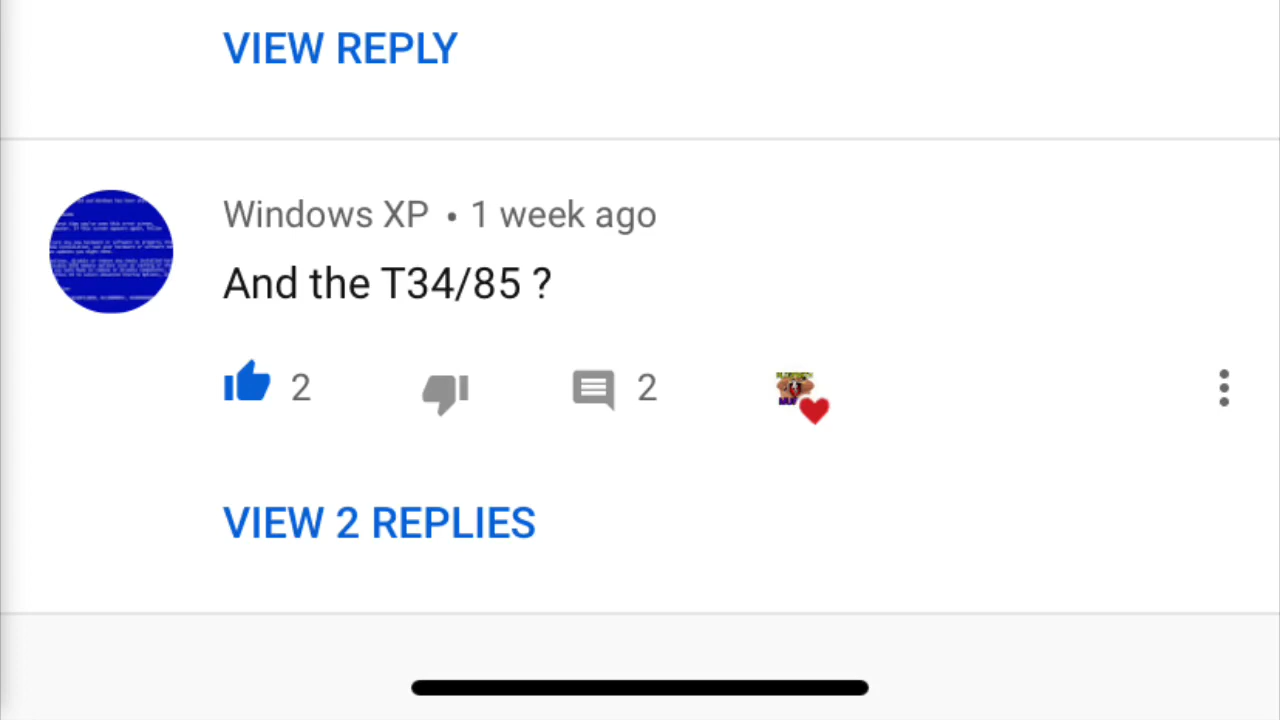 VIEW REPLY
Windows XP • 1 week ago
And the T34/85 ?
2
2
VIEW 2 REPLIES